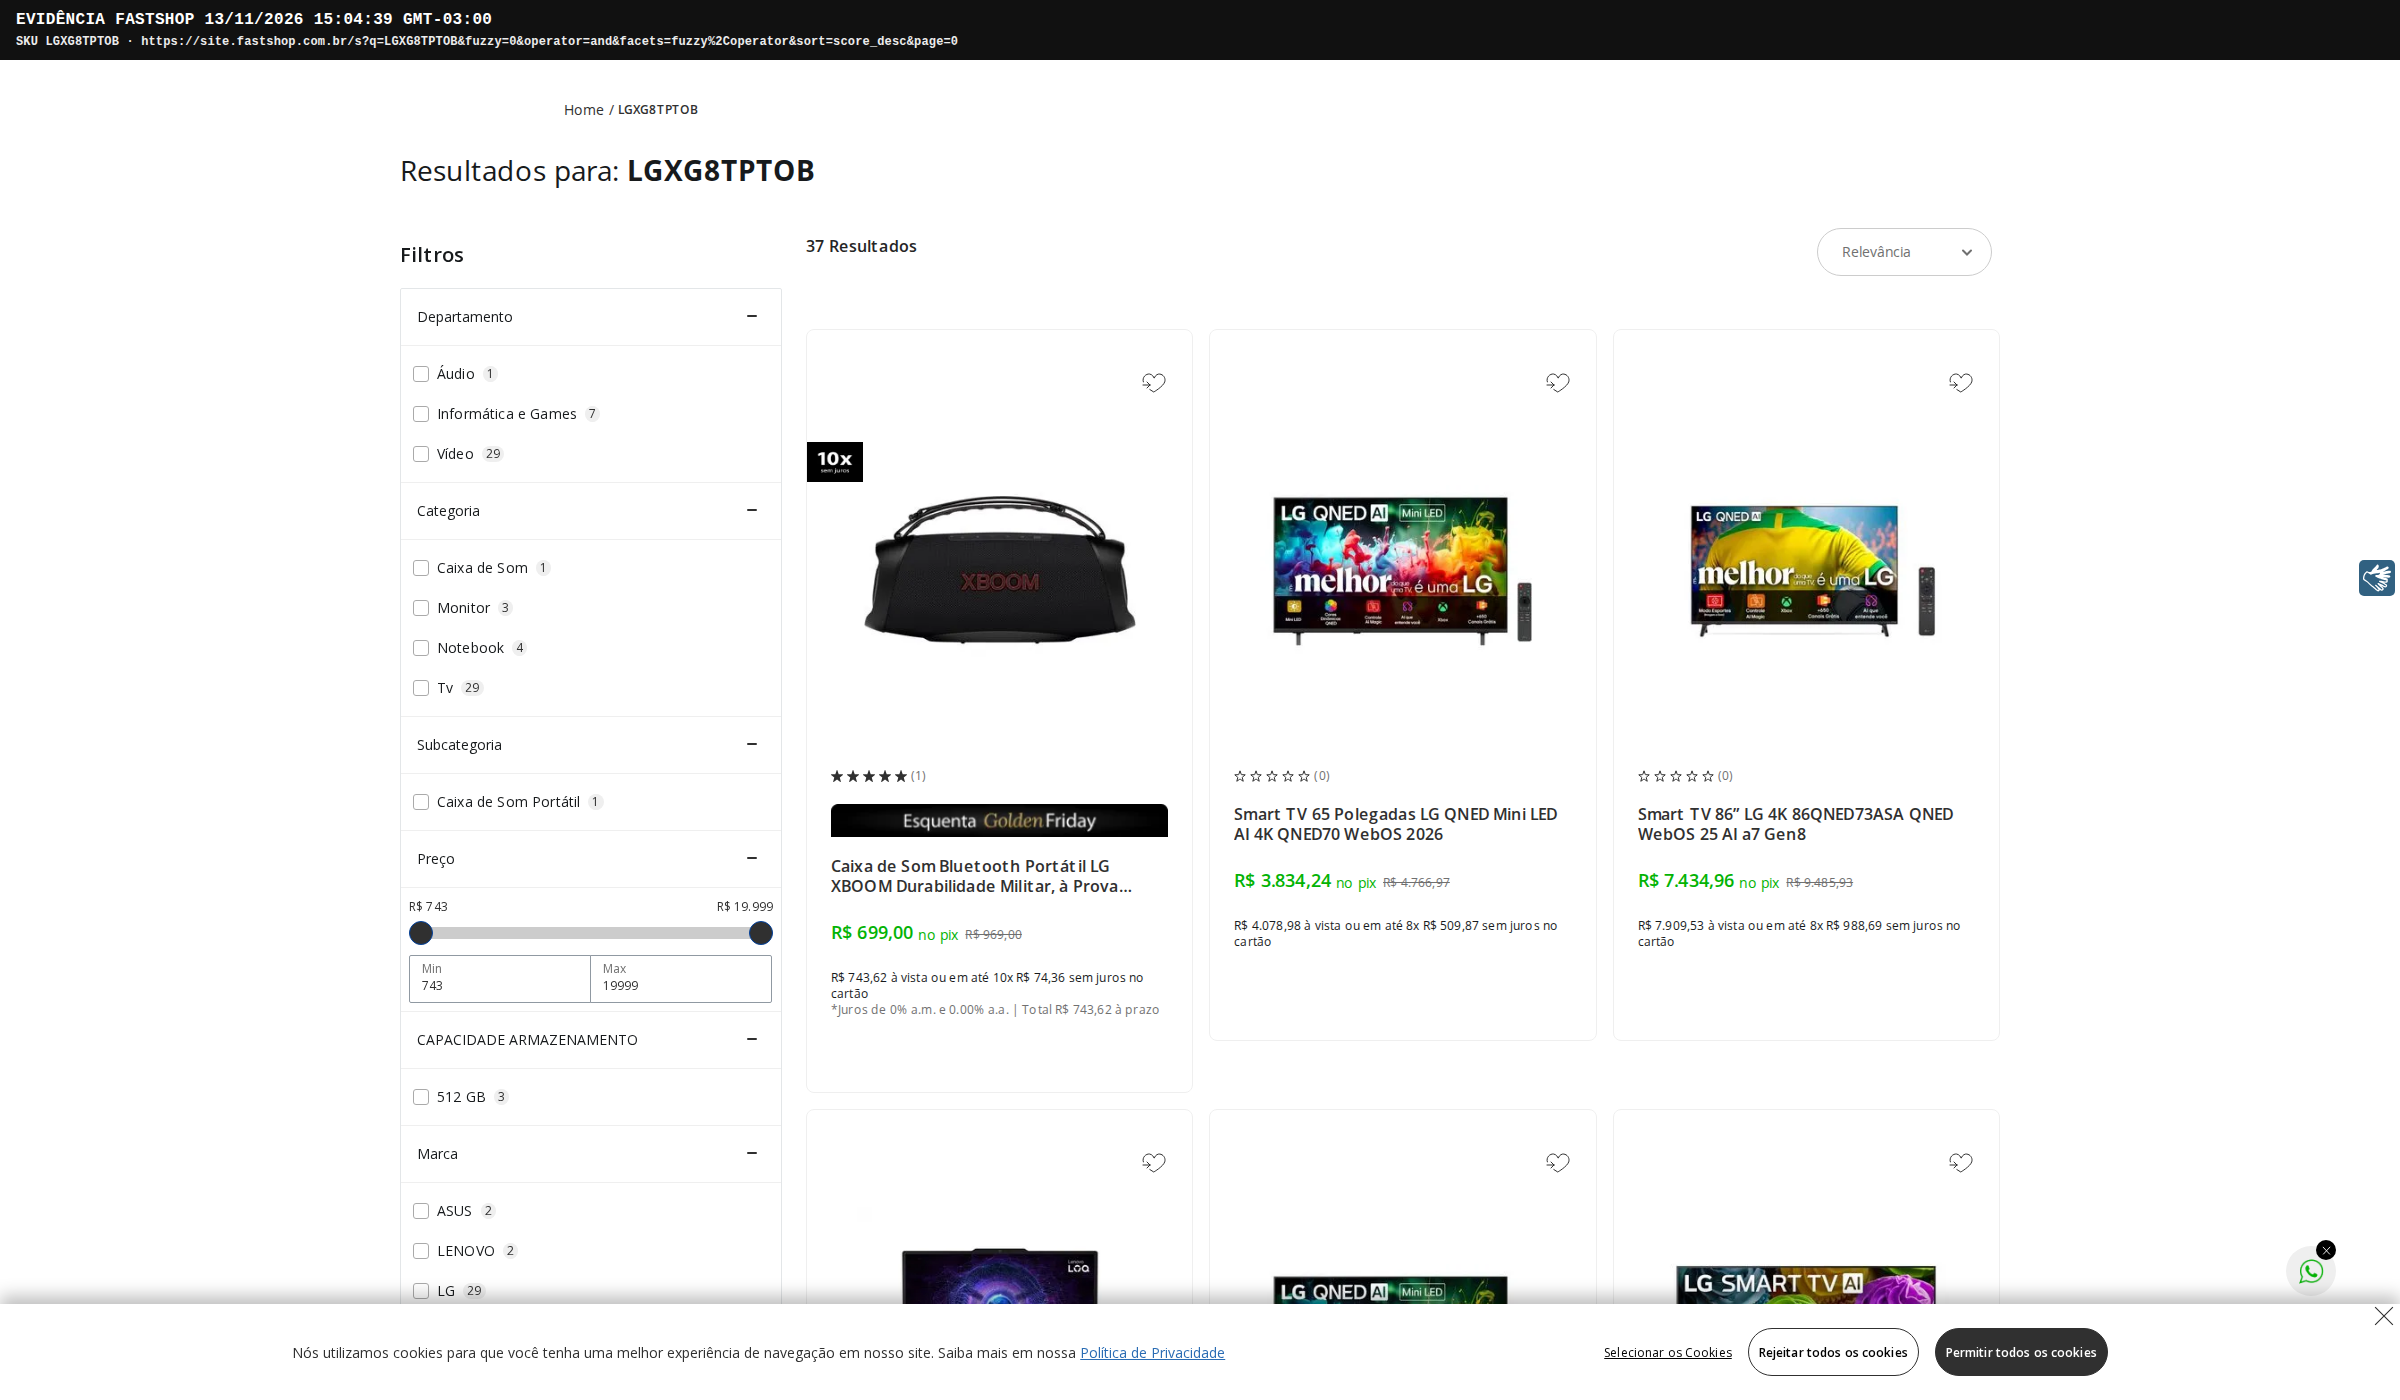 EVIDÊNCIA FASTSHOP 13/11/2026 15:04:39 GMT-03:00
SKU LGXG8TPTOB · https://site.fastshop.com.br/s?q=LGXG8TPTOB&fuzzy=0&operator=and&facets=fuzzy%2Coperator&sort=score_desc&page=0
Home / LGXG8TPTOB
Resultados para: LGXG8TPTOB
Filtros
37 Resultados
Relevância
Departamento
Áudio 1
Informática e Games 7
Vídeo 29
Categoria
Caixa de Som 1
Monitor 3
Notebook 4
Tv 29
Subcategoria
Caixa de Som Portátil 1
Preço
R$ 743 R$ 19.999
Min Max
743 19999
CAPACIDADE ARMAZENAMENTO
512 GB 3
Marca
ASUS 2
LENOVO 2
LG 29
10x
sem juros
XBOOM
(1)
Esquenta Golden Friday
Caixa de Som Bluetooth Portátil LG
XBOOM Durabilidade Militar, à Prova...
R$ 699,00 no pix R$ 969,00
R$ 743,62 à vista ou em até 10x R$ 74,36 sem juros no
cartão
*Juros de 0% a.m. e 0.00% a.a. | Total R$ 743,62 à prazo
LG QNED AI Mini LED
é melhor do que uma TV, é uma LG
Mini LED
(0)
Smart TV 65 Polegadas LG QNED Mini LED
AI 4K QNED70 WebOS 2026
R$ 3.834,24 no pix R$ 4.766,97
R$ 4.078,98 à vista ou em até 8x R$ 509,87 sem juros no
cartão
LG QNED AI
é melhor do que uma TV, é uma LG
(0)
Smart TV 86” LG 4K 86QNED73ASA QNED
WebOS 25 AI a7 Gen8
R$ 7.434,96 no pix R$ 9.485,93
R$ 7.909,53 à vista ou em até 8x R$ 988,69 sem juros no
cartão
Lenovo
LOQ
LG QNED AI Mini LED
LG SMART TV AI
Nós utilizamos cookies para que você tenha uma melhor experiência de navegação em nosso site. Saiba mais em nossa Política de Privacidade
Selecionar os Cookies
Rejeitar todos os cookies
Permitir todos os cookies